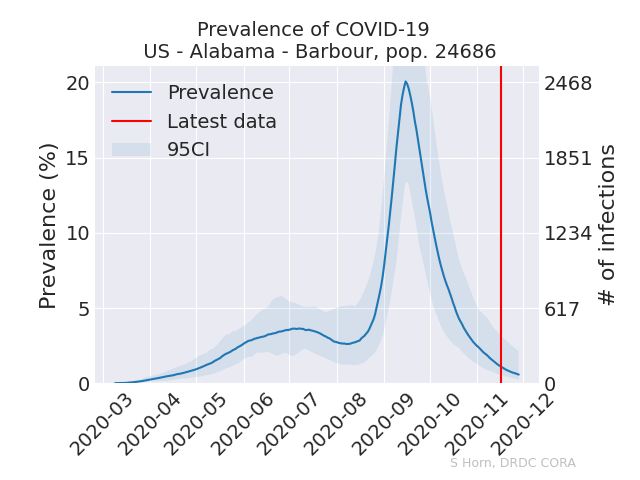 Prevalence of COVID-19
US - Alabama - Barbour, pop. 24686
Prevalence
Latest data
95CI
Prevalence (%)
20
15
10
5
0
2468
1851
1234
617
0
# of infections
2020-03
2020-04
2020-05
2020-06
2020-07
2020-08
2020-09
2020-10
2020-11
2020-12
S Horn, DRDC CORA